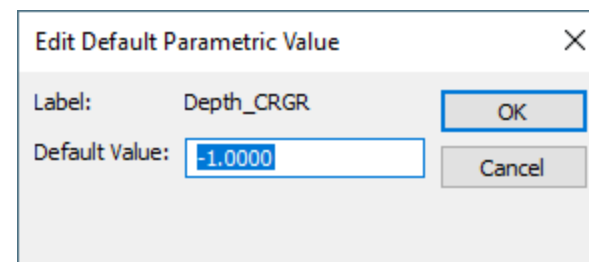 Edit Default Parametric Value
Label: Depth_CRGR
OK
Default Value: -1.0000
Cancel